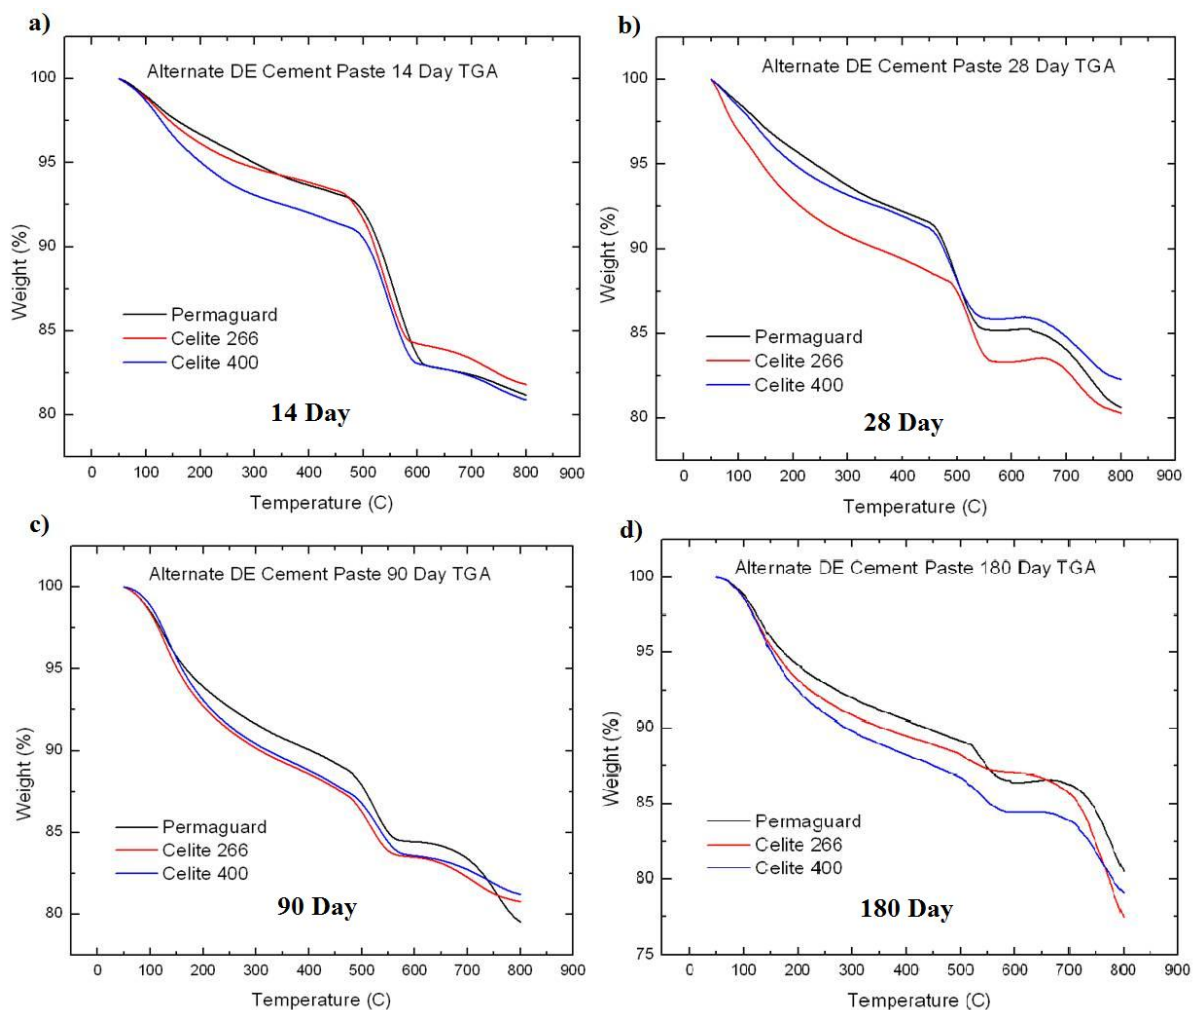 a)
Alternate DE Cement Paste 14 Day TGA
100
95
90
85
80
Weight (%)
Permaguard
Celite 266
Celite 400
14 Day
0 100 200 300 400 500 600 700 800 900
Temperature (C)
b)
Alternate DE Cement Paste 28 Day TGA
100
95
90
85
80
Weight (%)
Permaguard
Celite 266
Celite 400
28 Day
0 100 200 300 400 500 600 700 800 900
Temperature (C)
c)
Alternate DE Cement Paste 90 Day TGA
100
95
90
85
80
Weight (%)
Permaguard
Celite 266
Celite 400
90 Day
0 100 200 300 400 500 600 700 800 900
Temperature (C)
d)
Alternate DE Cement Paste 180 Day TGA
100
95
90
85
80
75
Weight (%)
Permaguard
Celite 266
Celite 400
180 Day
0 100 200 300 400 500 600 700 800 900
Temperature (C)